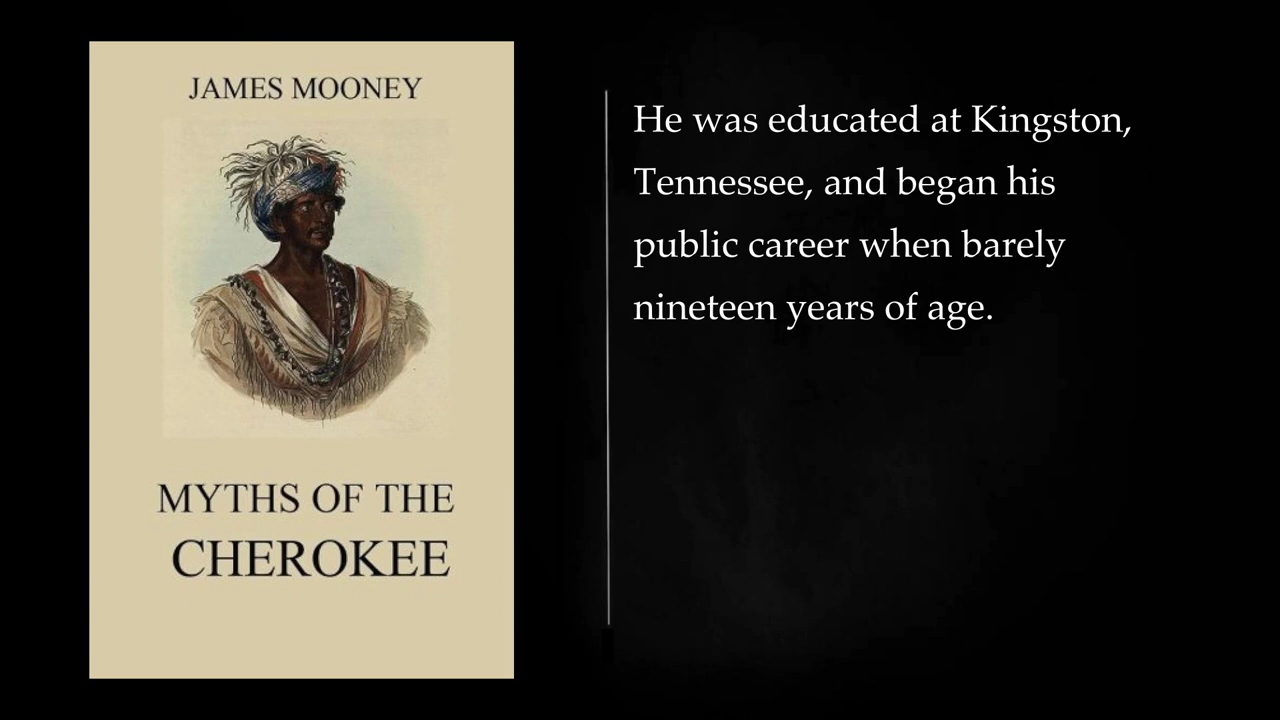 JAMES MOONEY
MYTHS OF THE
CHEROKEE
He was educated at Kingston,
Tennessee, and began his
public career when barely
nineteen years of age.